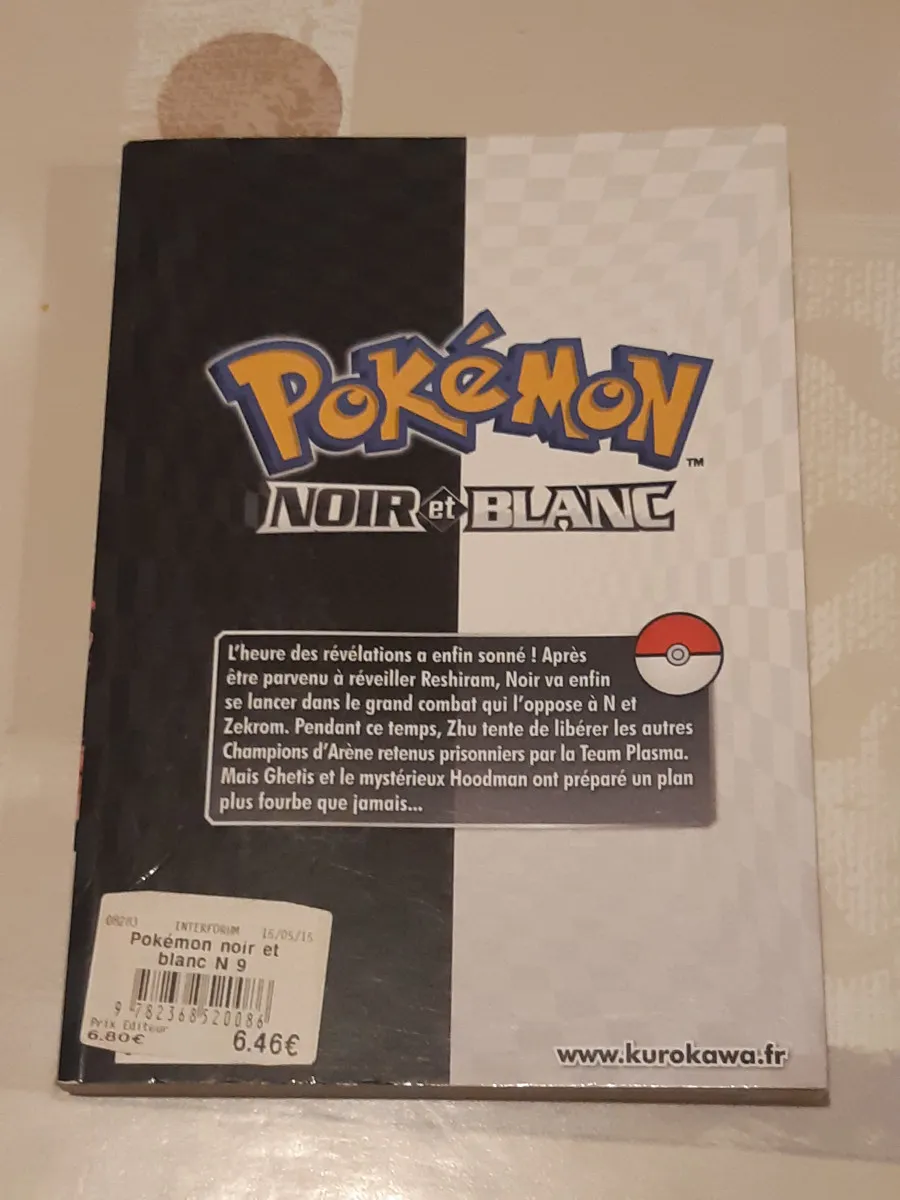 POKéMON
TM
NOIR et BLANC
L'heure des révélations a enfin sonné ! Après
être parvenu à réveiller Reshiram, Noir va enfin
se lancer dans le grand combat qui l'oppose à N et
Zekrom. Pendant ce temps, Zhu tente de libérer les autres
Champions d'Arène retenus prisonniers par la Team Plasma.
Mais Ghetis et le mystérieux Hoodman ont préparé un plan
plus fourbe que jamais...
08203 INTERFORUM 16/05/15
Pokémon noir et
blanc N 9
9 782368 520086
Prix Editeur
6.80€ 6.46€
www.kurokawa.fr